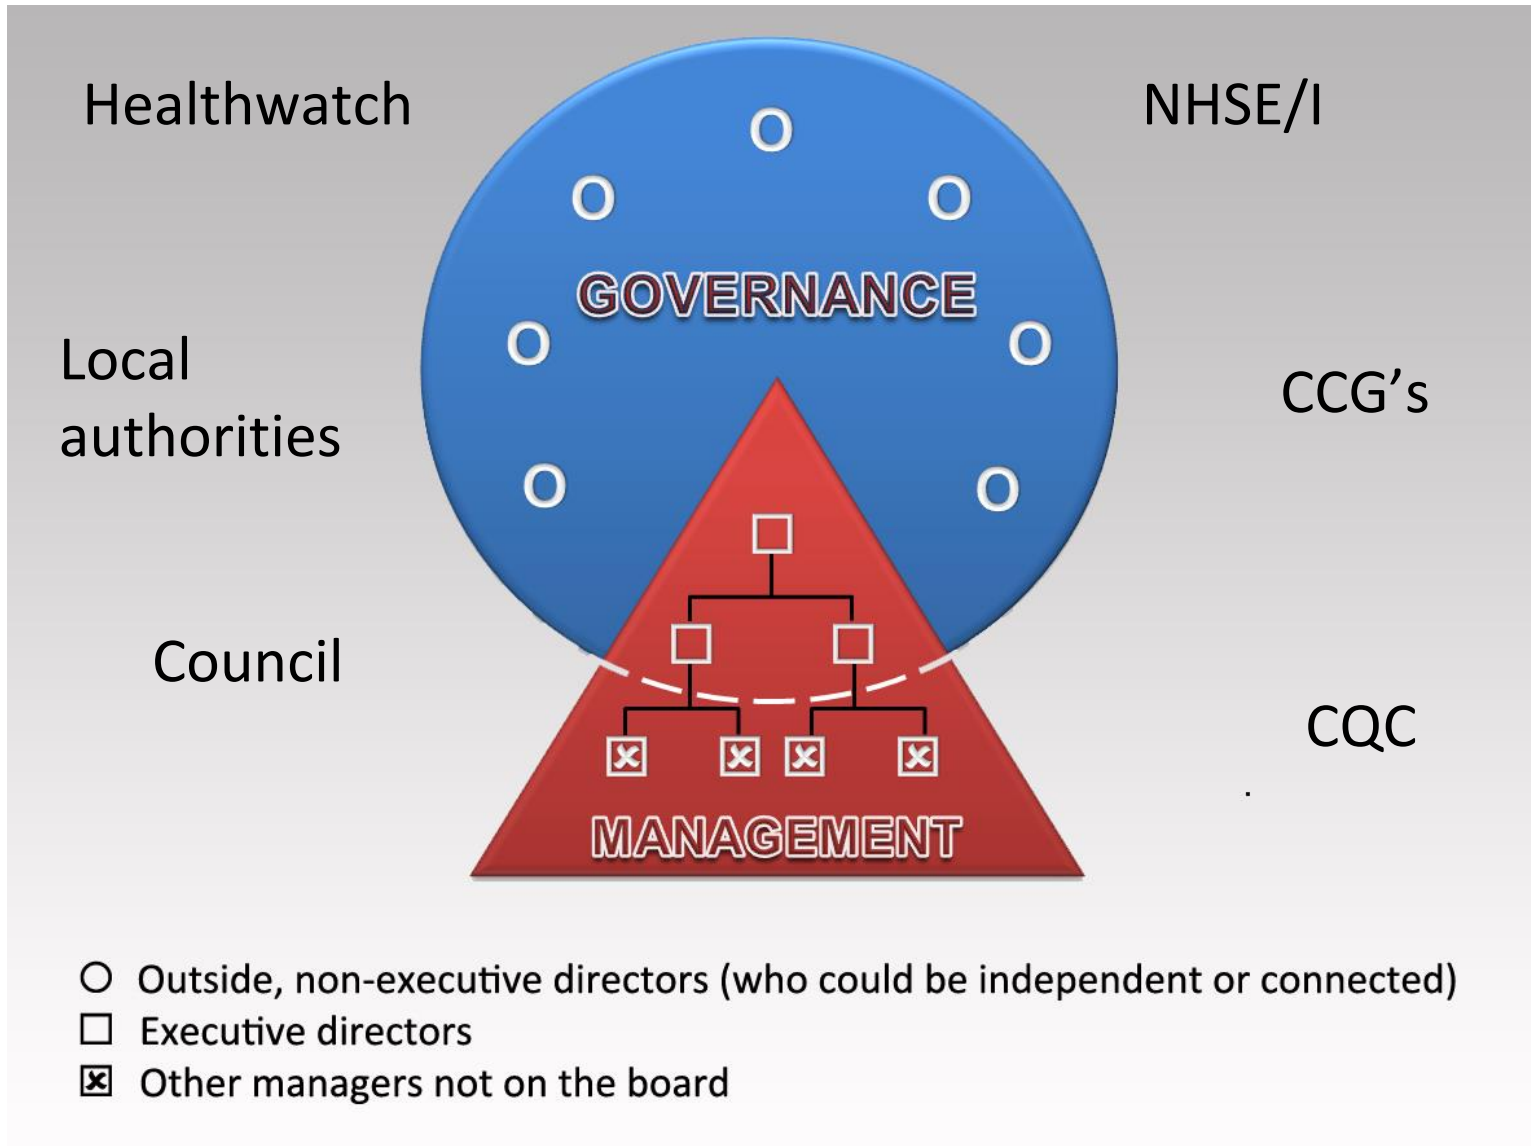 Healthwatch
NHSE/I
GOVERNANCE
Local
authorities
CCG’s
Council
CQC
.
MANAGEMENT
Outside, non-executive directors (who could be independent or connected)
Executive directors
Other managers not on the board